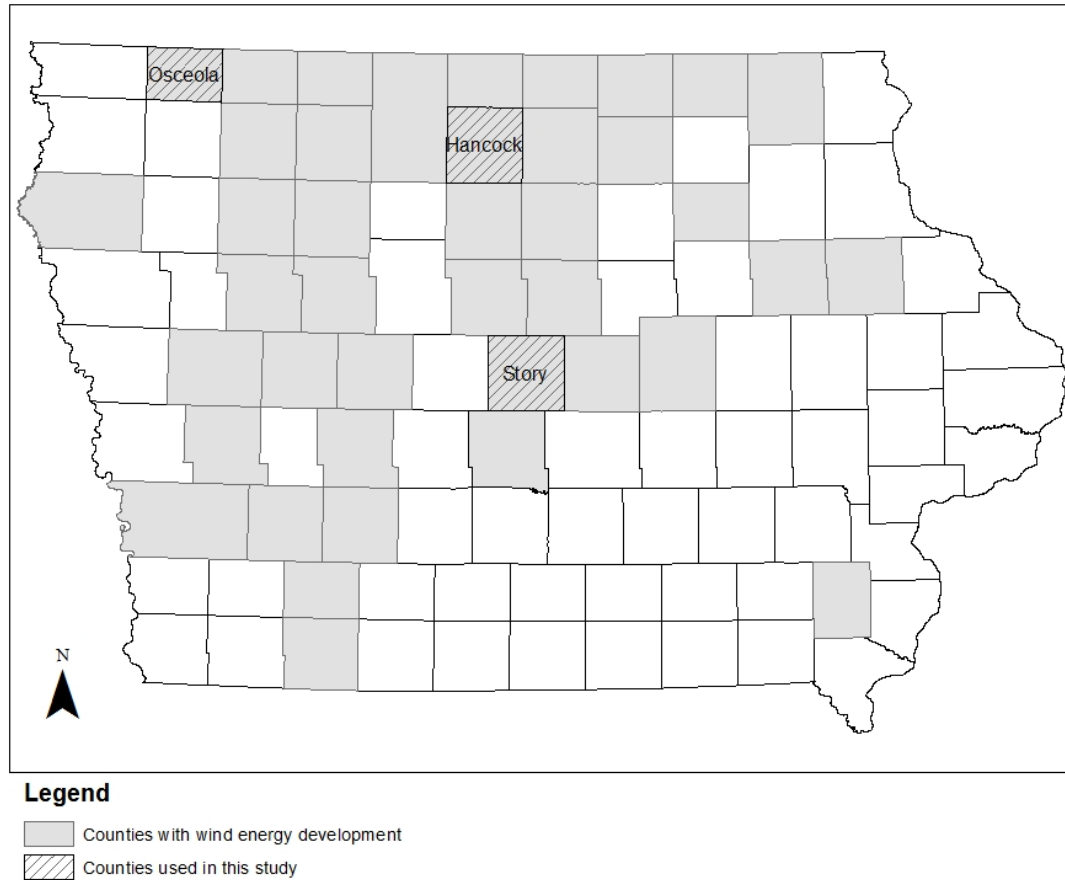 Osceola
Hancock
Story
N
Legend
Counties with wind energy development
Counties used in this study